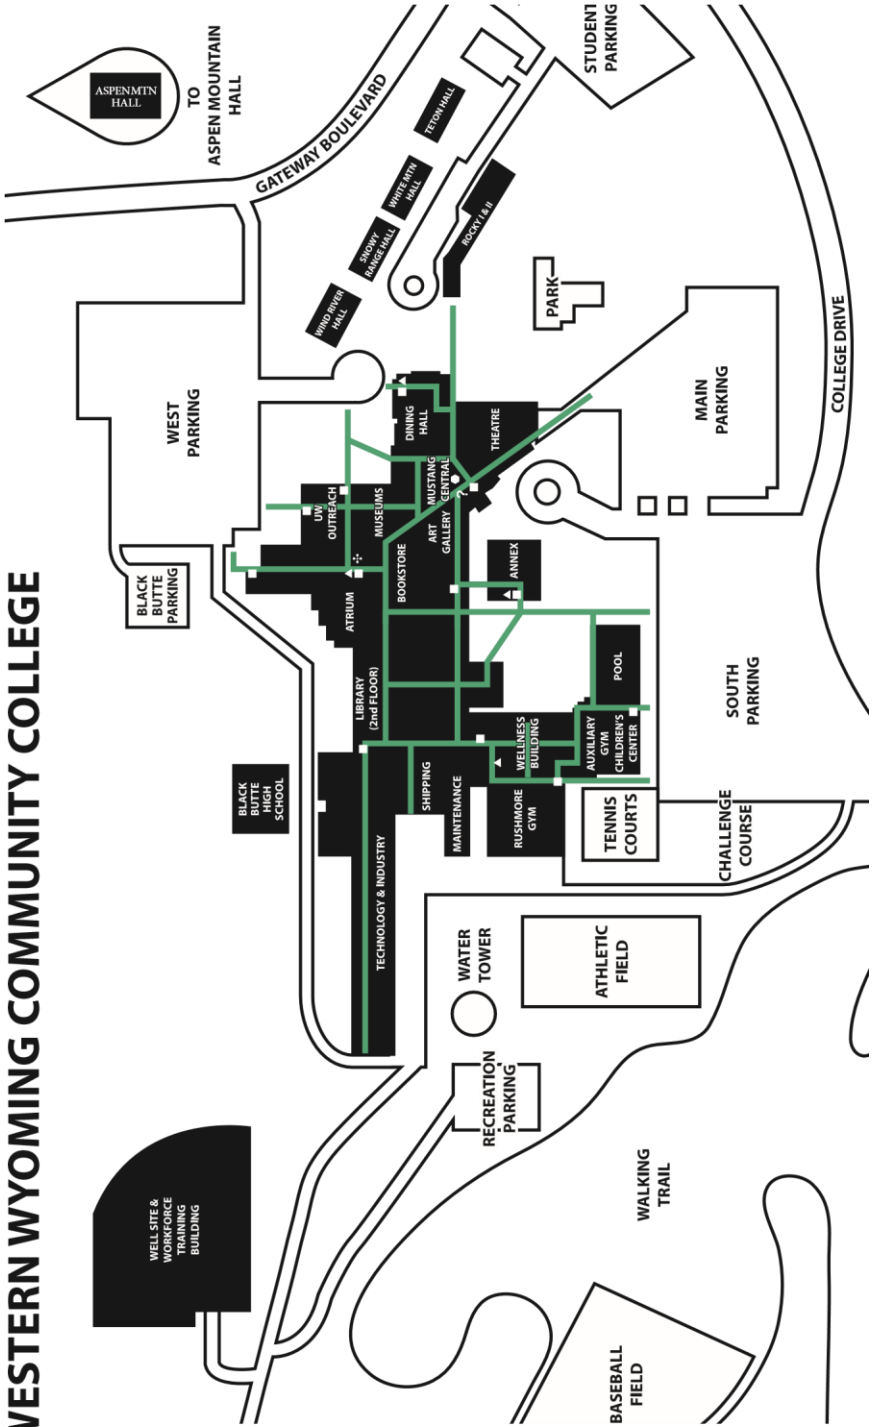 WESTERN WYOMING COMMUNITY COLLEGE
ASPENMTN
HALL
TO
ASPEN MOUNTAIN
HALL
GATEWAY BOULEVARD
STUDENT
PARKING
TETON HALL
WHITE MTN
HALL
SNOWY
RANGE HALL
WIND RIVER
HALL
ROCKY I & II
PARK
COLLEGE DRIVE
MAIN
PARKING
WEST
PARKING
DINING
HALL
THEATRE
MUSTANG
CENTRAL
?
UW
OUTREACH
MUSEUMS
ART
GALLERY
BOOKSTORE
ANNEX
ATRIUM
BLACK
BUTTE
PARKING
LIBRARY
(2nd FLOOR)
POOL
SOUTH
PARKING
WELLNESS
BUILDING
AUXILIARY
GYM
CHILDREN'S
CENTER
BLACK
BUTTE
HIGH
SCHOOL
SHIPPING
MAINTENANCE
RUSHMORE
GYM
TENNIS
COURTS
CHALLENGE
COURSE
TECHNOLOGY & INDUSTRY
WATER
TOWER
ATHLETIC
FIELD
RECREATION
PARKING
WALKING
TRAIL
WELL SITE &
WORKFORCE
TRAINING
BUILDING
BASEBALL
FIELD